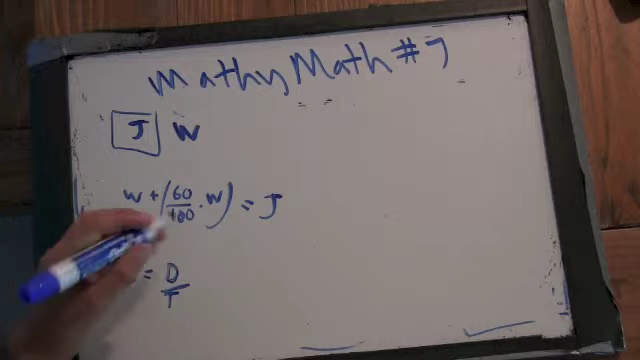 Mathy Math #7
J W
W + (60/100 · W) = J
= D/T